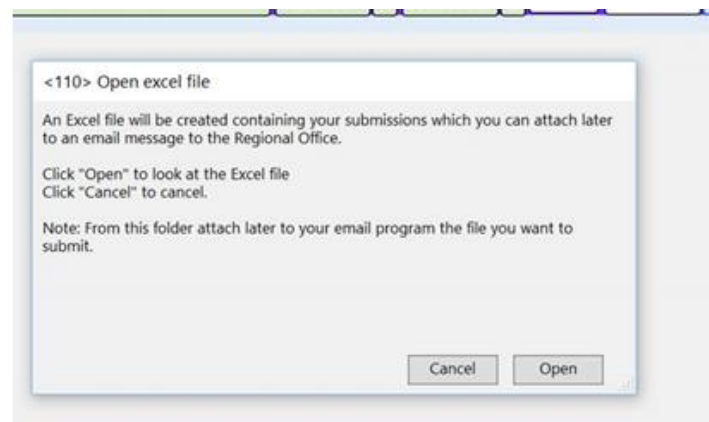 <110> Open excel file
An Excel file will be created containing your submissions which you can attach later
to an email message to the Regional Office.
Click "Open" to look at the Excel file
Click "Cancel" to cancel.
Note: From this folder attach later to your email program the file you want to
submit.
Cancel
Open